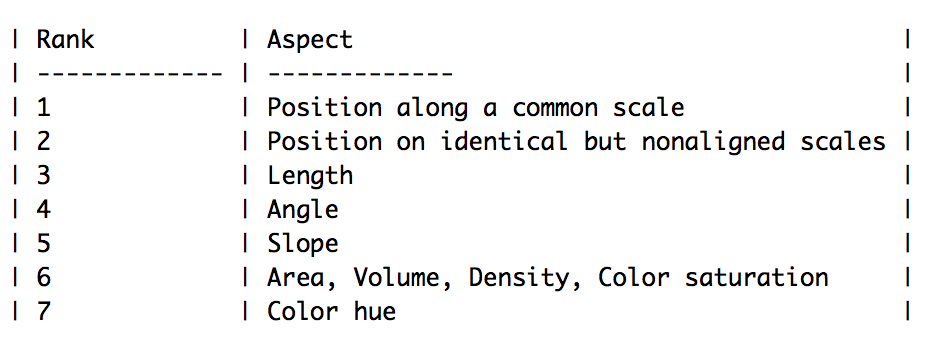 | Rank          | Aspect                                      |
| ------------- | -------------                               |
| 1             | Position along a common scale               |
| 2             | Position on identical but nonaligned scales |
| 3             | Length                                      |
| 4             | Angle                                       |
| 5             | Slope                                       |
| 6             | Area, Volume, Density, Color saturation     |
| 7             | Color hue                                   |